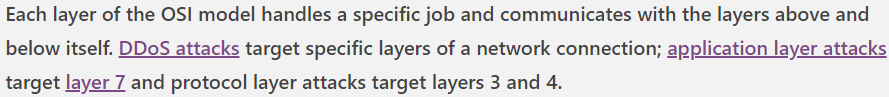 Each layer of the OSI model handles a specific job and communicates with the layers above and
below itself. DDoS attacks target specific layers of a network connection; application layer attacks
target layer 7 and protocol layer attacks target layers 3 and 4.